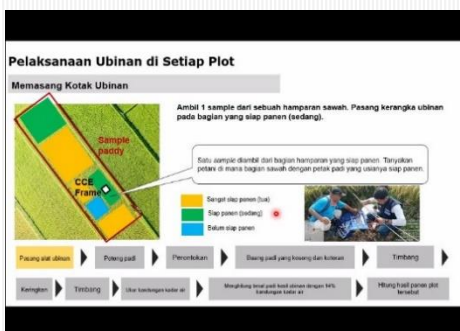 Pelaksanaan Ubinan di Setiap Plot
Memasang Kotak Ubinan
Ambil 1 sample dari sebuah hamparan sawah. Pasang kerangka ubinan
pada bagian yang siap panen (sedang).
Sample
paddy
CCE
Frame
Satu sample diambil dari bagian hamparan yang siap panen. Tanyakan
petani di mana bagian sawah dengan petak padi yang usianya siap panen.
Sangat siap panen (tua)
Siap panen (sedang)
Belum siap panen
Pasang alat ubinan
Potong padi
Perontokan
Buang padi yang kosong dan kotoran
Timbang
Keringkan
Timbang
Ukur kandungan kadar air
Menghitung berat padi hasil ubinan dengan 14%
kandungan kadar air
Hitung hasil panen plot
tersebut